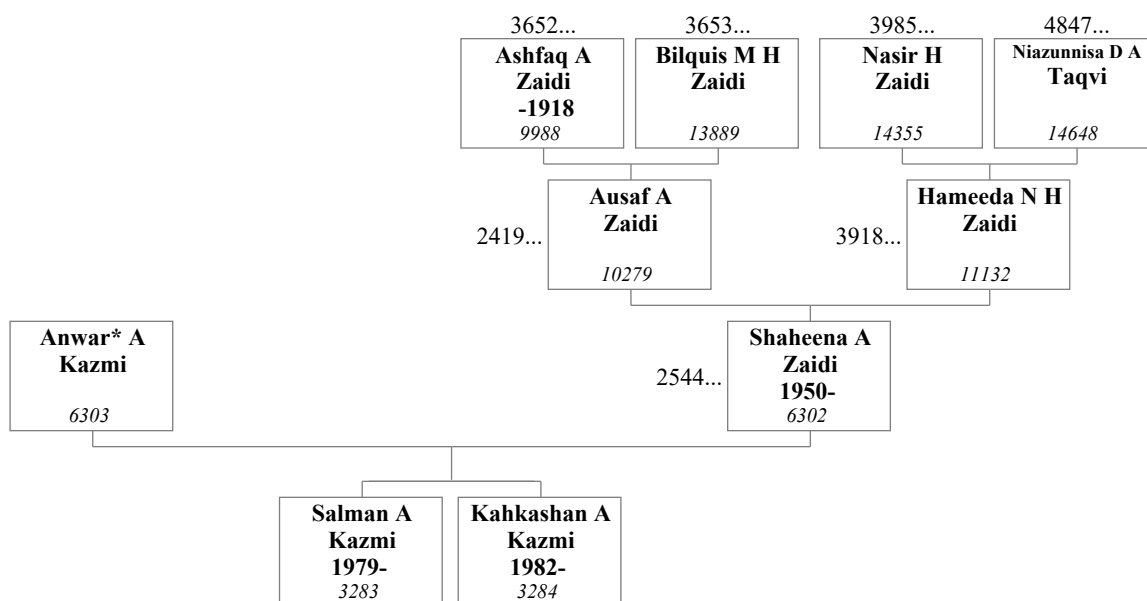 3652...
3653...
3985...
4847...
Ashfaq A
Zaidi
-1918
9988
Bilquis M H
Zaidi
13889
Nasir H
Zaidi
14355
Niazunnisa D A
Taqvi
14648
2419...
Ausaf A
Zaidi
10279
3918...
Hameeda N H
Zaidi
11132
Anwar* A
Kazmi
6303
2544...
Shaheena A
Zaidi
1950-
6302
Salman A
Kazmi
1979-
3283
Kahkashan A
Kazmi
1982-
3284